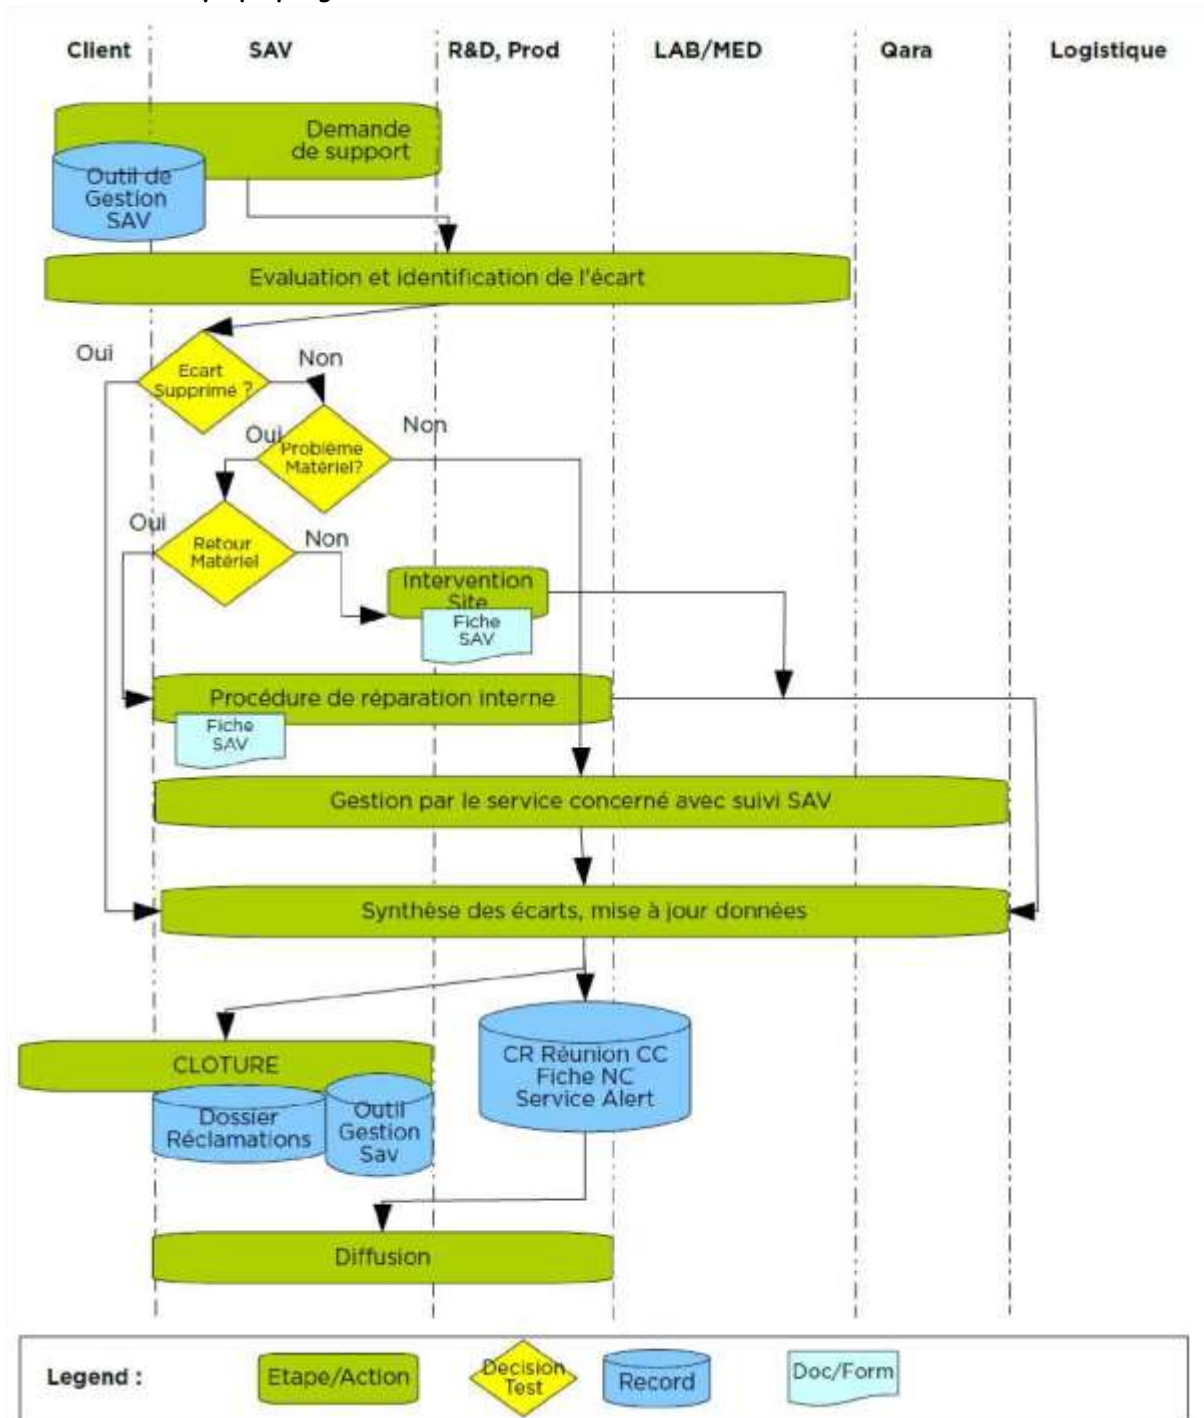 Client SAV R&D, Prod LAB/MED Qara Logistique
Demande
de support
Outil de
Gestion
SAV
Evaluation et identification de l'écart
Oui
Non
Ecart
Supprimé ?
Oui
Non
Problème
Matériel?
Oui
Non
Retour
Matériel
Intervention
Site
Fiche
SAV
Procédure de réparation interne
Fiche
SAV
Gestion par le service concerné avec suivi SAV
Synthèse des écarts, mise à jour données
CLOTURE
Dossier
Réclamations
Outil
Gestion
Sav
CR Réunion CC
Fiche NC
Service Alert
Diffusion
Legend :
Etape/Action
Decision
Test
Record
Doc/Form